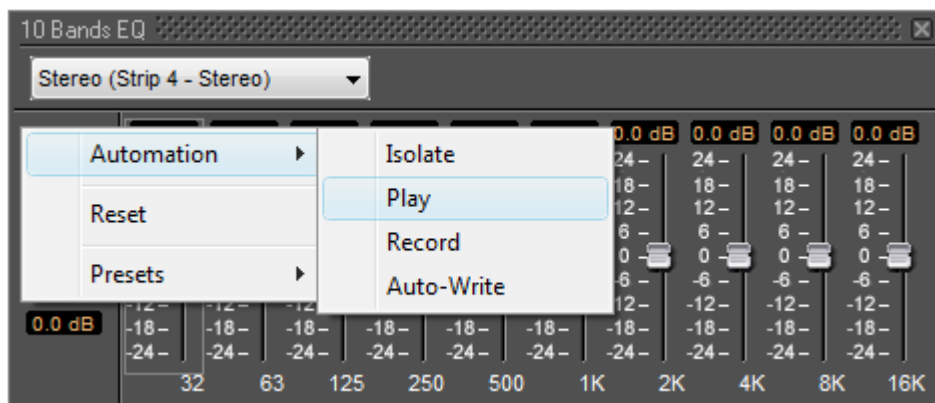 10 Bands EQ
Stereo (Strip 4 - Stereo)
Automation
Reset
Presets
Isolate
Play
Record
Auto-Write
0.0 dB 0.0 dB 0.0 dB 0.0 dB
24 – 24 – 24 – 24 –
18 – 18 – 18 – 18 –
12 – 12 – 12 – 12 –
6 – 6 – 6 – 6 –
0 – 0 – 0 – 0 –
-6 – -6 – -6 – -6 –
-12 – -12 – -12 – -12 – -12 – -12 – -12 – -12 – -12 – -12 –
0.0 dB -18 – -18 – -18 – -18 – -18 – -18 – -18 – -18 – -18 – -18 –
-24 – -24 – -24 – -24 – -24 – -24 – -24 – -24 – -24 – -24 –
32 63 125 250 500 1K 2K 4K 8K 16K